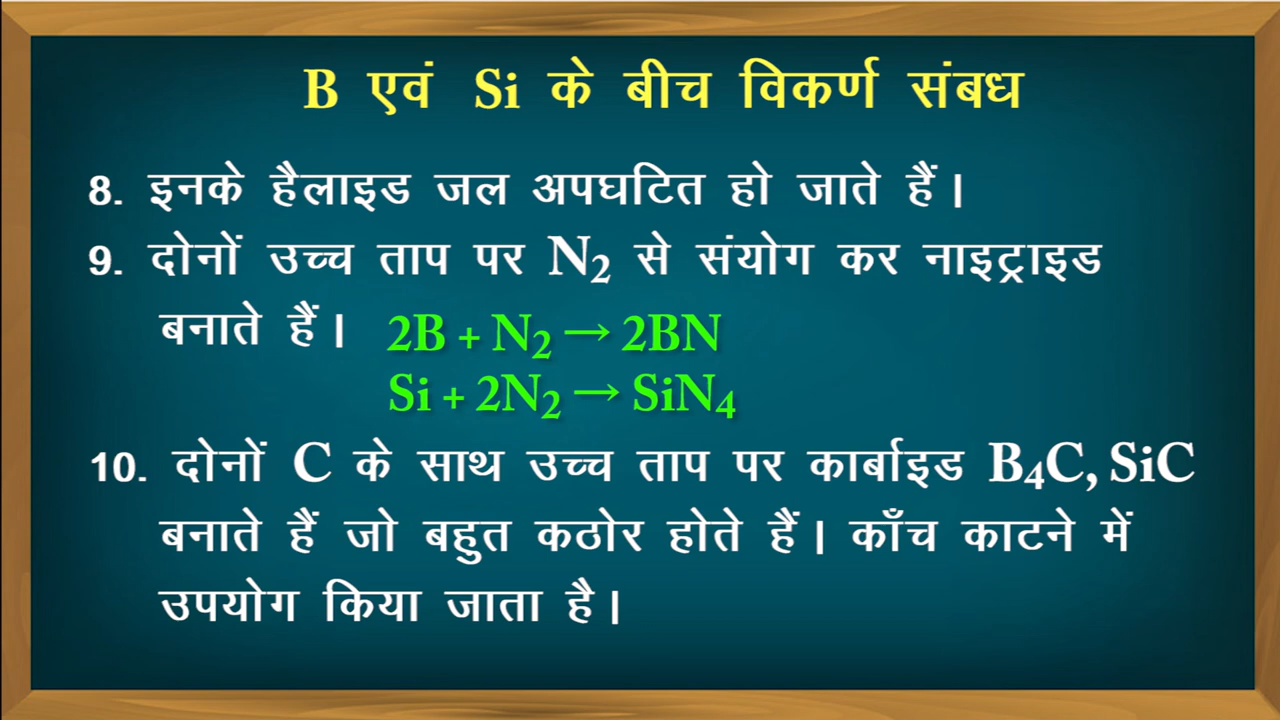 B एवं Si के बीच विकर्ण संबध
8. इनके हैलाइड जल अपघटित हो जाते हैं।
9. दोनों उच्च ताप पर N₂ से संयोग कर नाइट्राइड
बनाते हैं। 2B + N₂ → 2BN
Si + 2N₂ → SiN₄
10. दोनों C के साथ उच्च ताप पर कार्बाइड B₄C, SiC
बनाते हैं जो बहुत कठोर होते हैं। काँच काटने में
उपयोग किया जाता है।